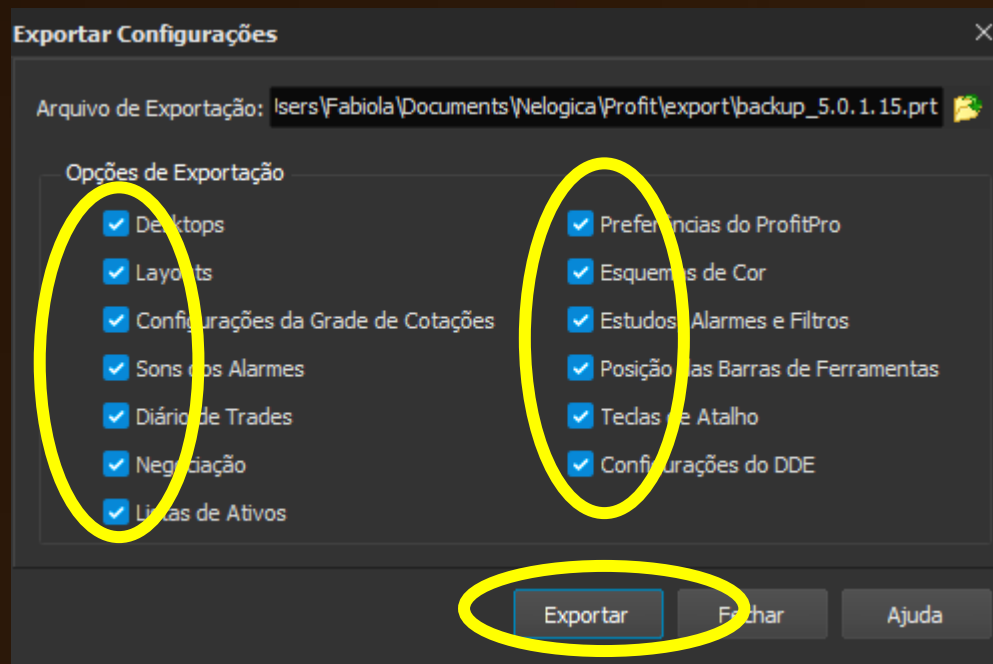 Exportar Configurações
Arquivo de Exportação: Isers\Fabiola\Documents\Nelogica\Profit\export\backup_5.0.1.15.prt
Opções de Exportação
Desktops
Layouts
Configurações da Grade de Cotações
Sons dos Alarmes
Diário de Trades
Negociação
Listas de Ativos
Preferências do ProfitPro
Esquemas de Cor
Estudos, Alarmes e Filtros
Posição das Barras de Ferramentas
Teclas de Atalho
Configurações do DDE
Exportar Fechar Ajuda